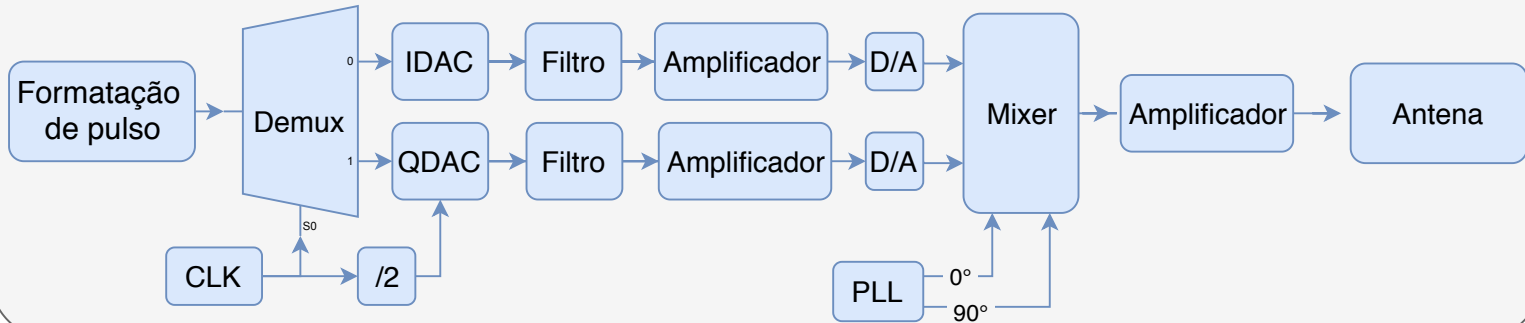 Formatação
de pulso
Demux
0
1
S0
IDAC
Filtro
Amplificador
D/A
QDAC
Filtro
Amplificador
D/A
Mixer
Amplificador
Antena
CLK
/2
PLL
0°
90°